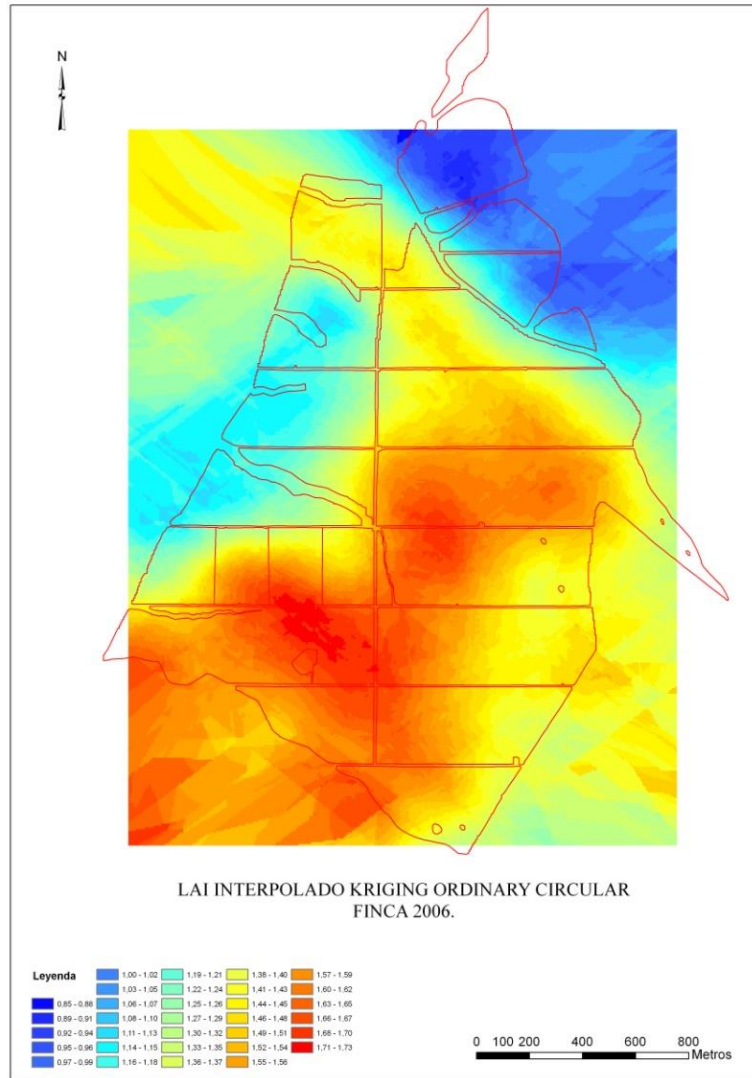 N
LAI INTERPOLADO KRIGING ORDINARY CIRCULAR
FINCA 2006.
Leyenda
0,85 - 0,88
0,89 - 0,91
0,92 - 0,94
0,95 - 0,96
0,97 - 0,99
1,00 - 1,02
1,03 - 1,05
1,06 - 1,07
1,08 - 1,10
1,11 - 1,13
1,14 - 1,15
1,16 - 1,18
1,19 - 1,21
1,22 - 1,24
1,25 - 1,26
1,27 - 1,29
1,30 - 1,32
1,33 - 1,35
1,36 - 1,37
1,38 - 1,40
1,41 - 1,43
1,44 - 1,45
1,46 - 1,48
1,49 - 1,51
1,52 - 1,54
1,55 - 1,56
1,57 - 1,59
1,60 - 1,62
1,63 - 1,65
1,66 - 1,67
1,68 - 1,70
1,71 - 1,73
0 100 200 400 600 800
Metros